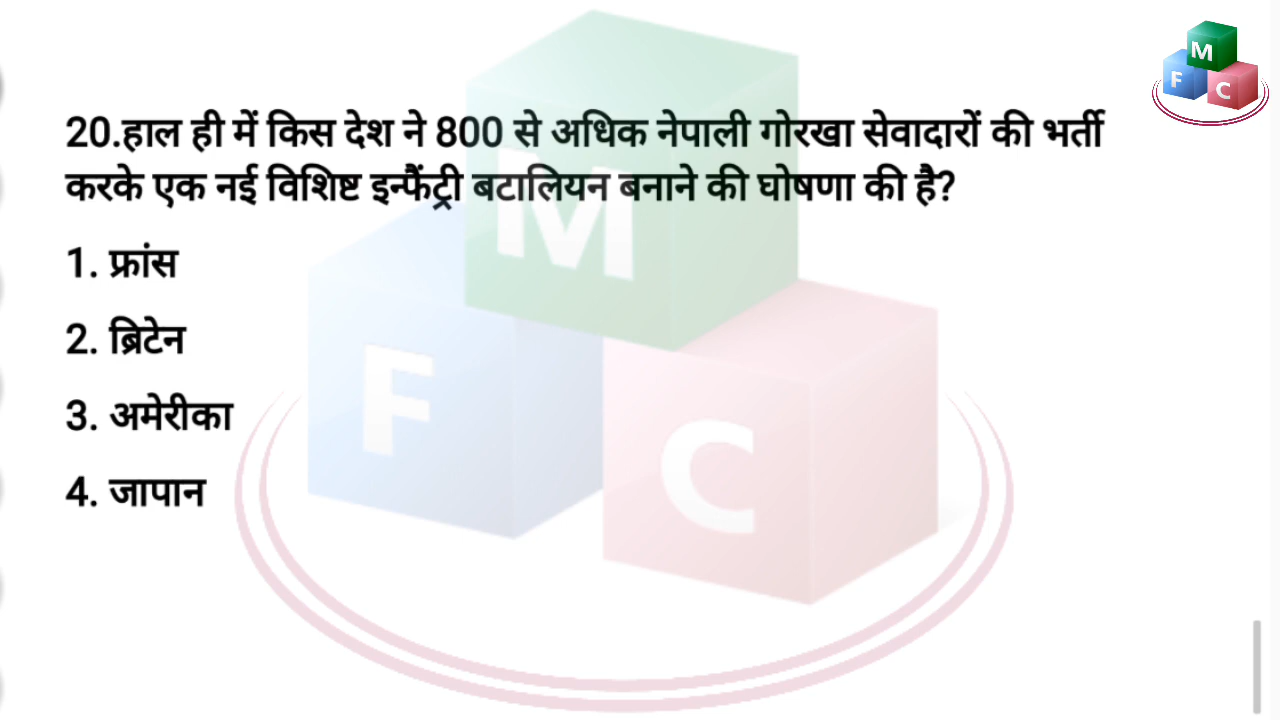 20.हाल ही में किस देश ने 800 से अधिक नेपाली गोरखा सेवादारों की भर्ती
करके एक नई विशिष्ट इन्फैंट्री बटालियन बनाने की घोषणा की है?
1. फ्रांस
2. ब्रिटेन
3. अमेरीका
4. जापान
M
F
C
M
F
C